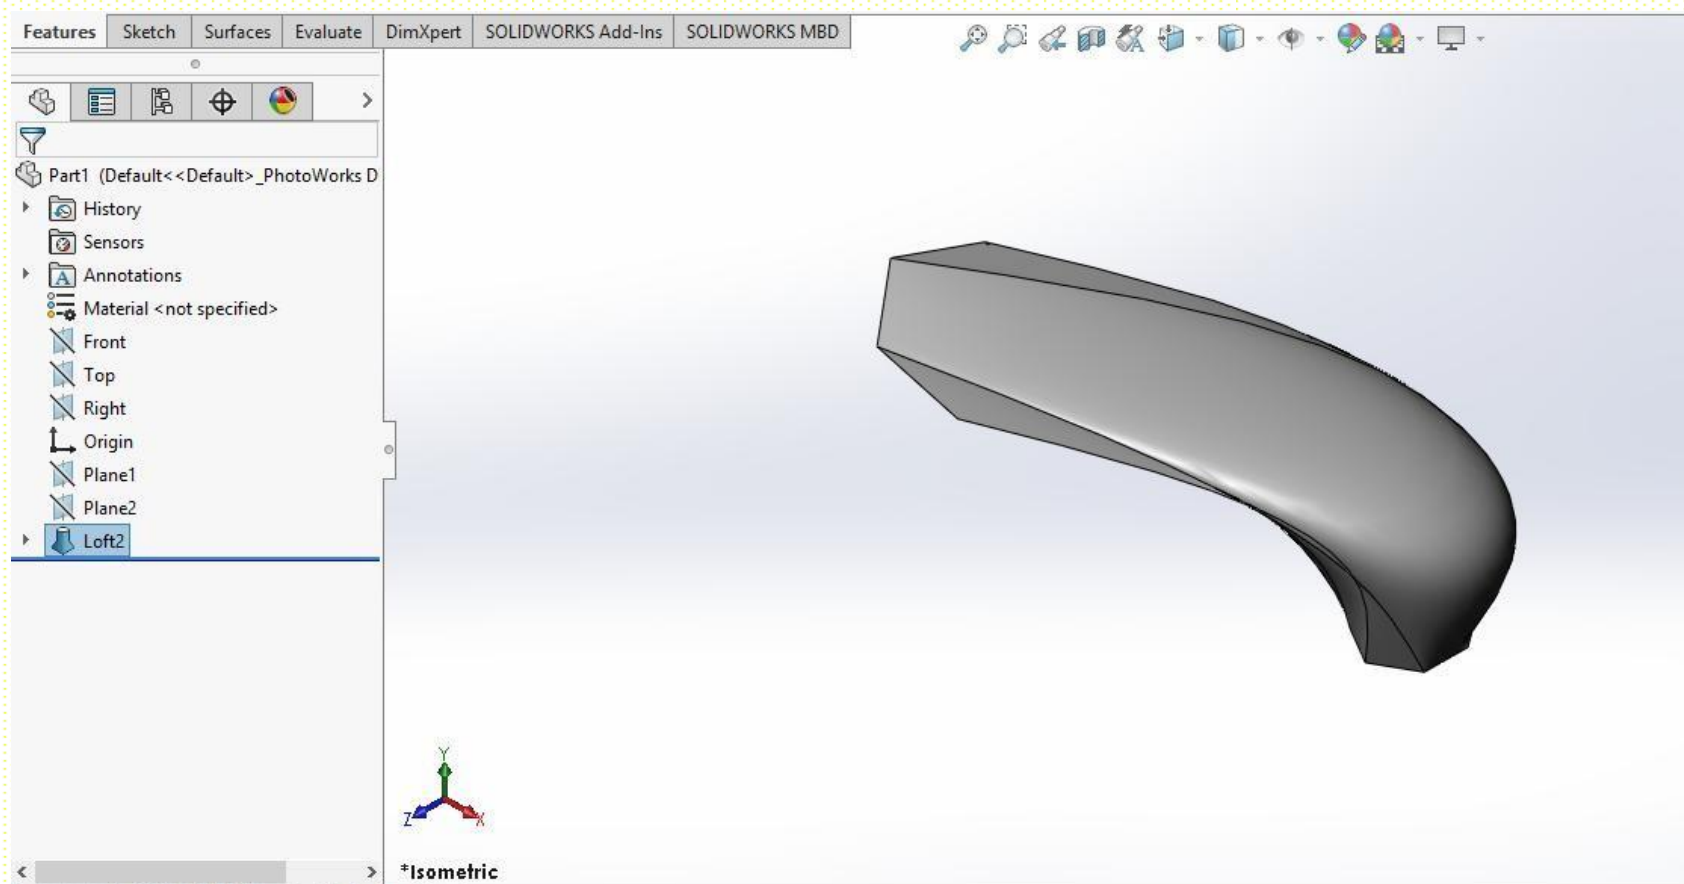 Features Sketch Surfaces Evaluate DimXpert SOLIDWORKS Add-Ins SOLIDWORKS MBD
Part1 (Default<<Default>_PhotoWorks D
History
Sensors
A Annotations
Material <not specified>
Front
Top
Right
Origin
Plane1
Plane2
Loft2
Y
Z X
*Isometric